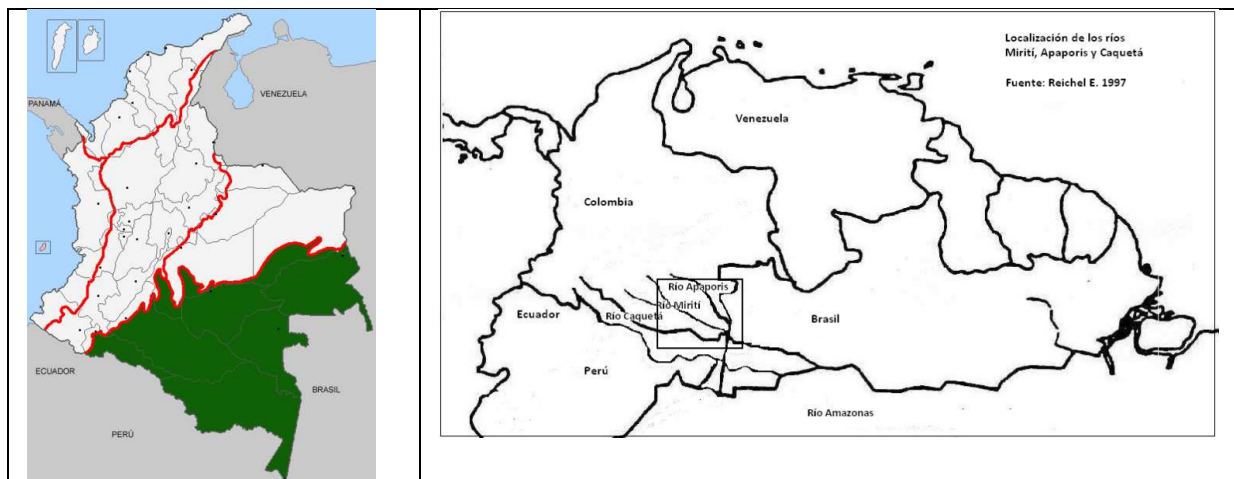 PANAMÁ
VENEZUELA
ECUADOR
BRASIL
PERÚ
Localización de los ríos
Mirití, Apaporis y Caquetá
Fuente: Reichel E. 1997
Venezuela
Colombia
Río Apaporis
Río Mirití
Ecuador
Río Caquetá
Brasil
Perú
Río Amazonas